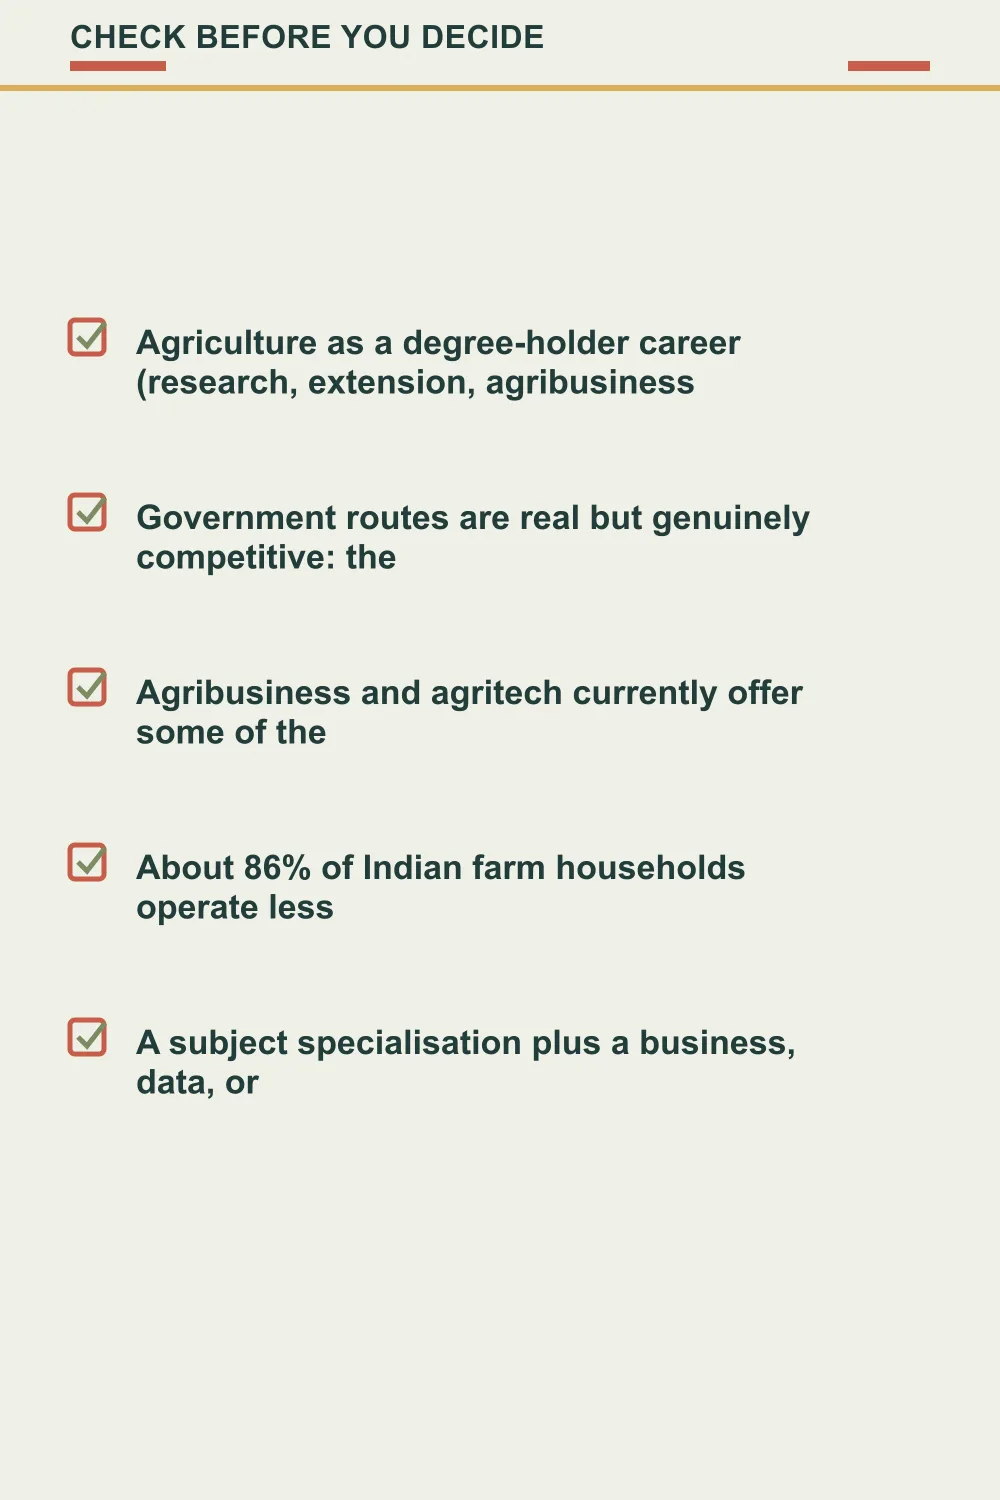 CHECK BEFORE YOU DECIDE
Agriculture as a degree-holder career
(research, extension, agribusiness
Government routes are real but genuinely
competitive: the
Agribusiness and agritech currently offer
some of the
About 86% of Indian farm households
operate less
A subject specialisation plus a business,
data, or